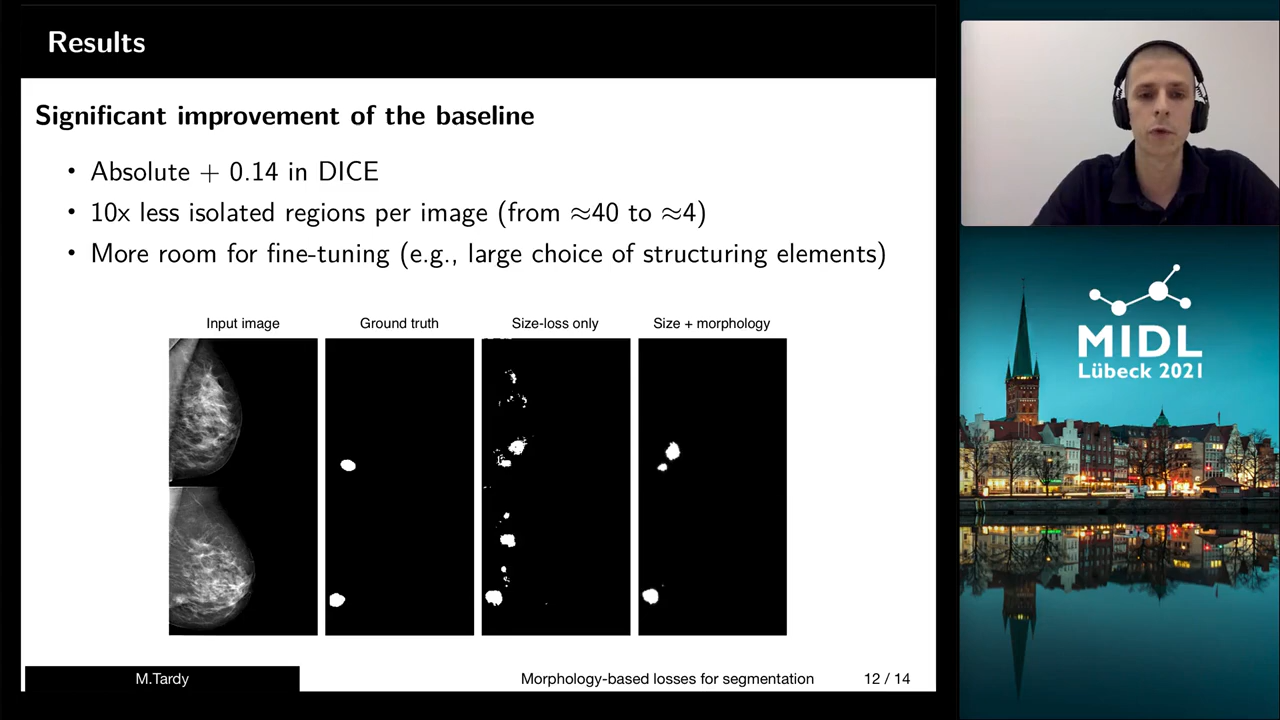 Results
Significant improvement of the baseline
• Absolute + 0.14 in DICE
• 10x less isolated regions per image (from ≈40 to ≈4)
• More room for fine-tuning (e.g., large choice of structuring elements)
Input image
Ground truth
Size-loss only
Size + morphology
M.Tardy
Morphology-based losses for segmentation
12 / 14
MIDL
Lübeck 2021